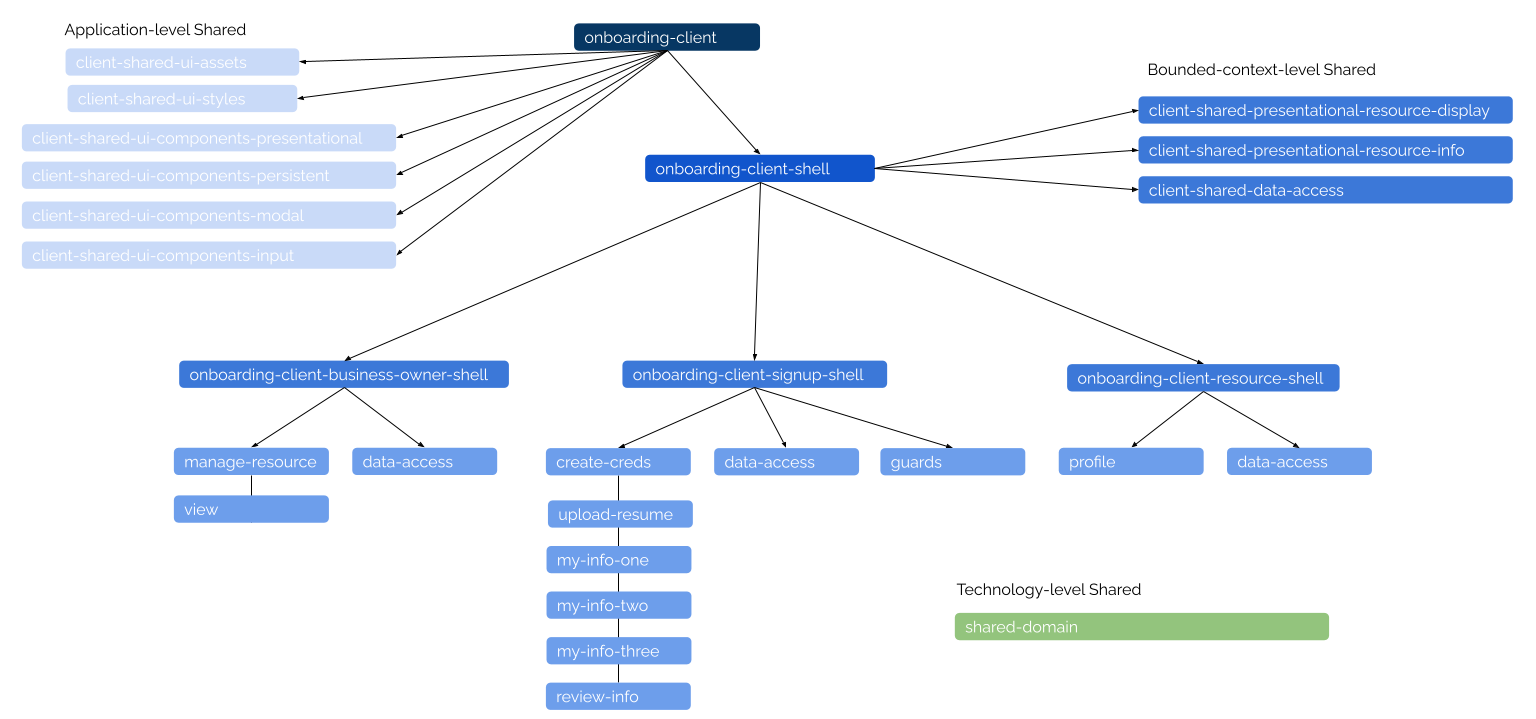 Application-level Shared
client-shared-ui-assets
client-shared-ui-styles
client-shared-ui-components-presentational
client-shared-ui-components-persistent
client-shared-ui-components-modal
client-shared-ui-components-input
onboarding-client
onboarding-client-shell
Bounded-context-level Shared
client-shared-presentational-resource-display
client-shared-presentational-resource-info
client-shared-data-access
onboarding-client-business-owner-shell
manage-resource
data-access
view
onboarding-client-signup-shell
create-creds
data-access
guards
upload-resume
my-info-one
my-info-two
my-info-three
review-info
onboarding-client-resource-shell
profile
data-access
Technology-level Shared
shared-domain